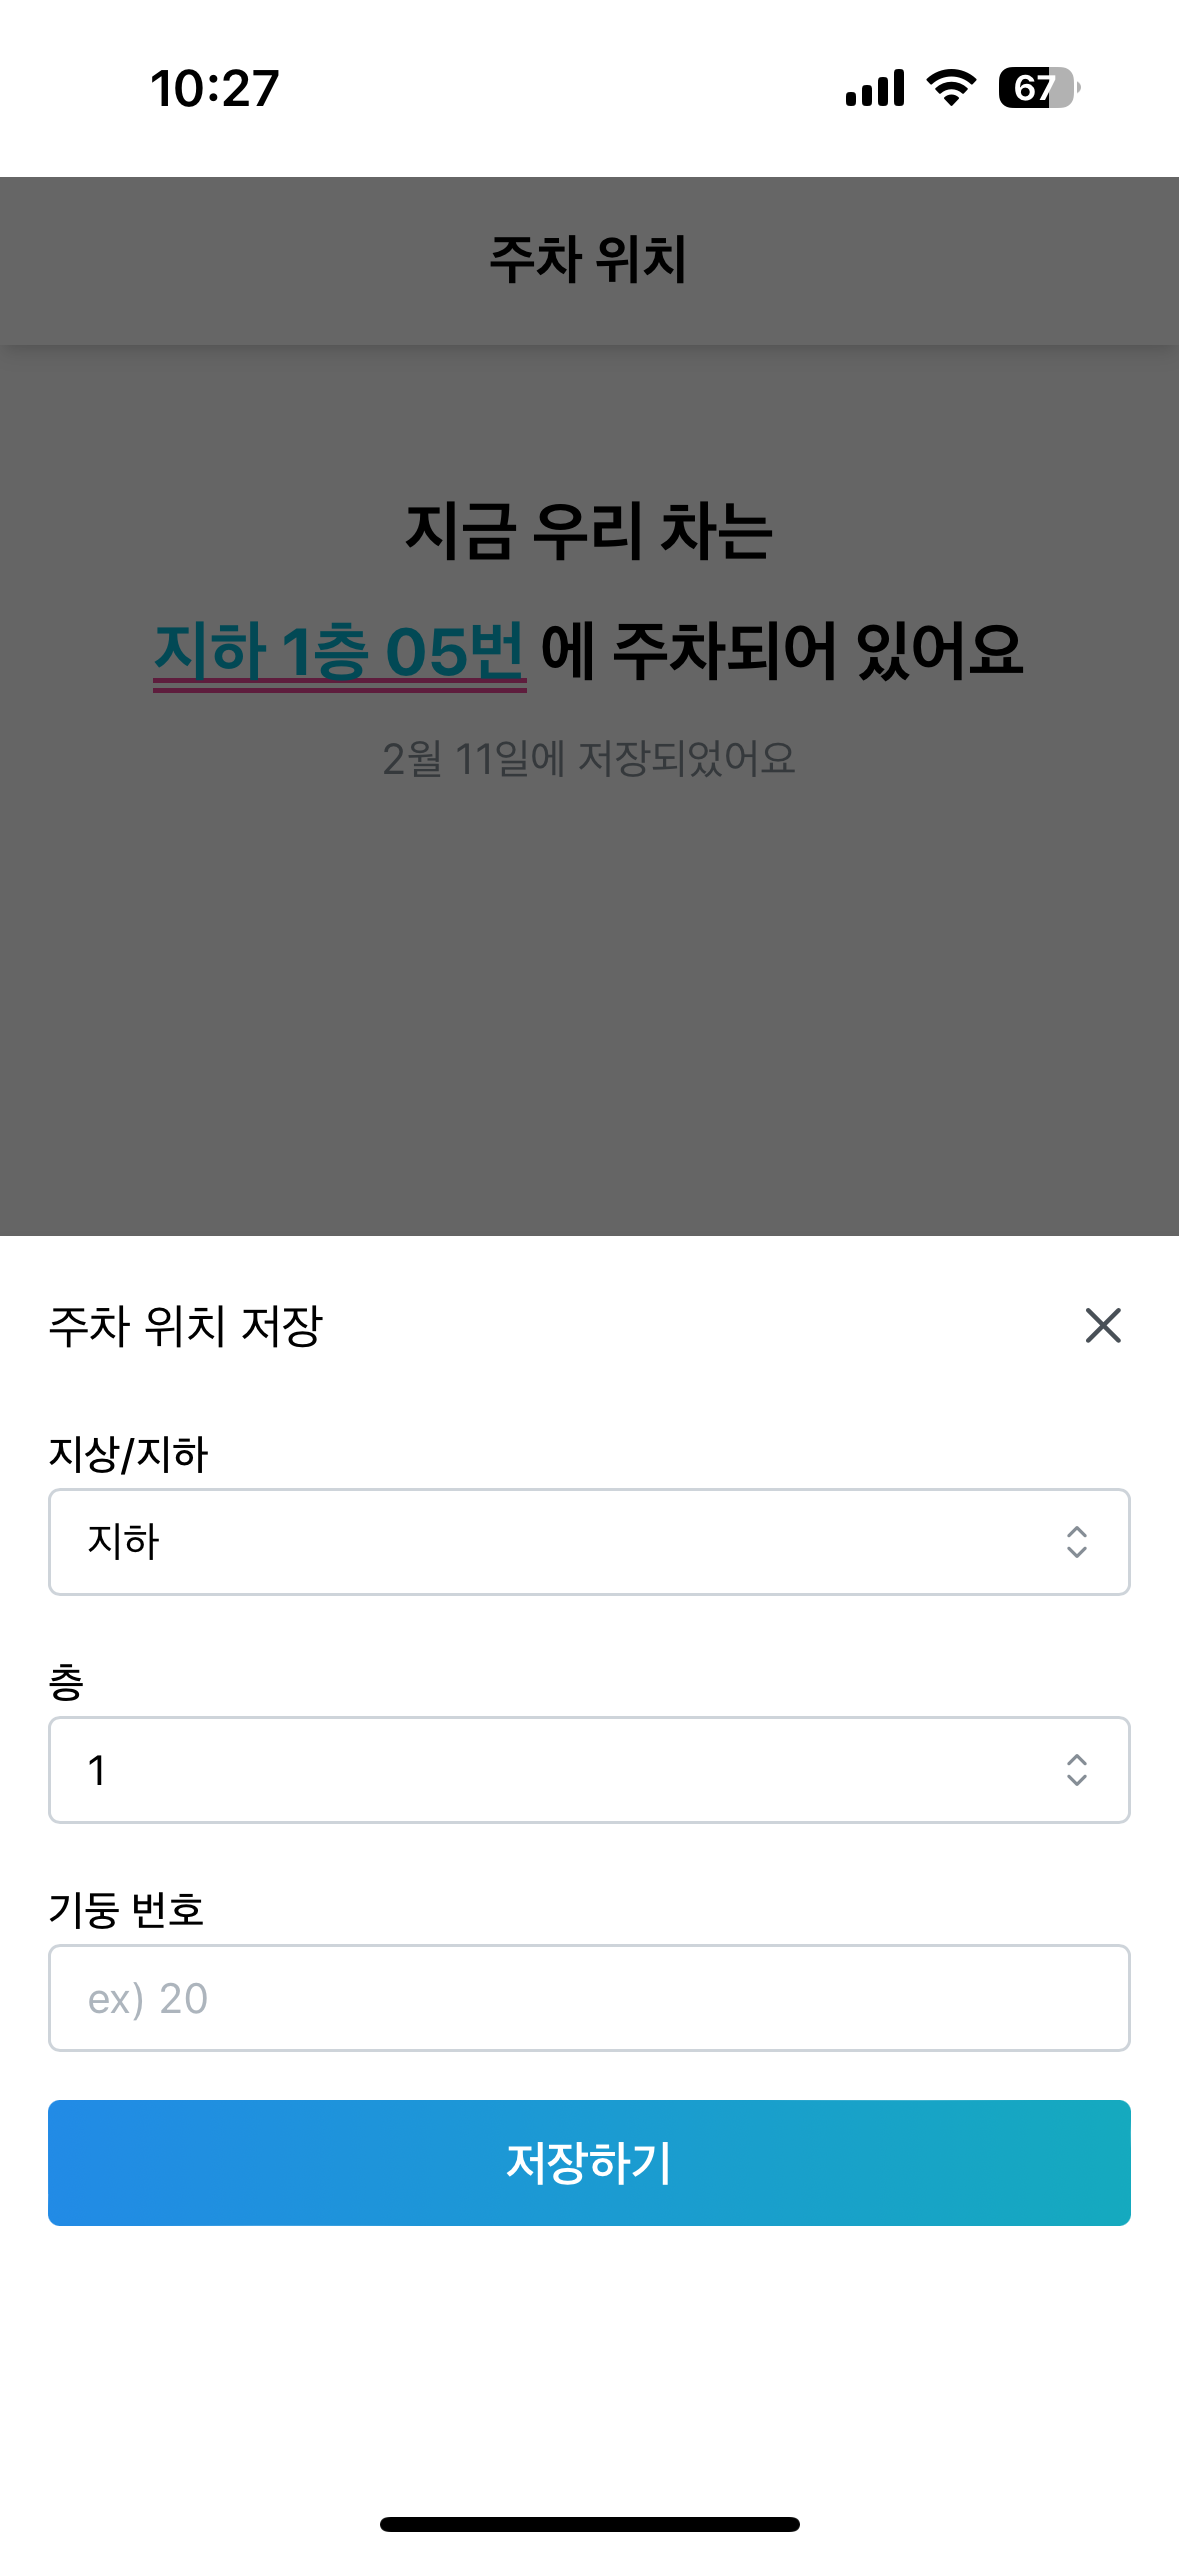 10:27
67
주차 위치
지금 우리 차는
지하 1층 05번 에 주차되어 있어요
2월 11일에 저장되었어요
주차 위치 저장
지상/지하
지하
층
1
기둥 번호
ex) 20
저장하기